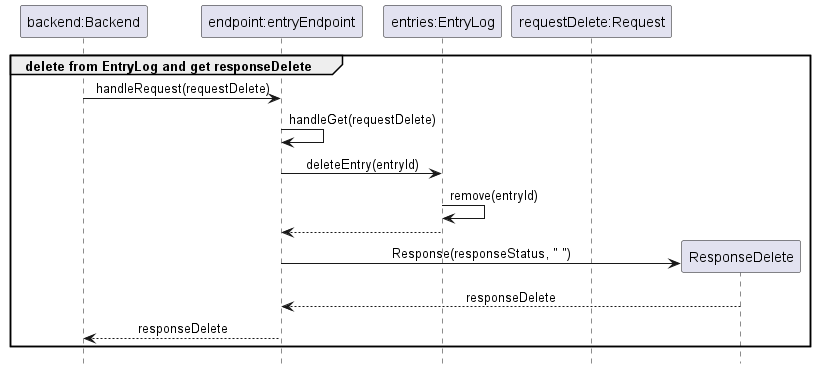 backend:Backend
endpoint:entryEndpoint
entries:EntryLog
requestDelete:Request
delete from EntryLog and get responseDelete
handleRequest(requestDelete)
handleGet(requestDelete)
deleteEntry(entryId)
remove(entryId)
Response(responseStatus, " ")
ResponseDelete
responseDelete
responseDelete